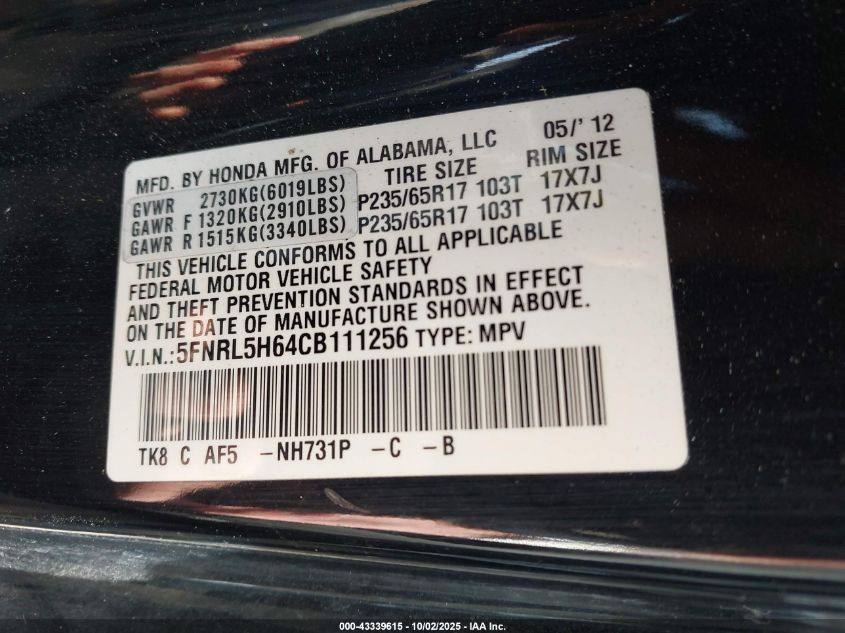 MFD. BY HONDA MFG. OF ALABAMA, LLC 05/' 12
TIRE SIZE RIM SIZE
GVWR 2730KG(6019LBS)
GAWR F 1320KG(2910LBS) P235/65R17 103T 17X7J
GAWR R 1515KG(3340LBS) P235/65R17 103T 17X7J
THIS VEHICLE CONFORMS TO ALL APPLICABLE
FEDERAL MOTOR VEHICLE SAFETY
AND THEFT PREVENTION STANDARDS IN EFFECT
ON THE DATE OF MANUFACTURE SHOWN ABOVE.
V.I.N.: 5FNRL5H64CB111256 TYPE: MPV
TK8 C AF5 -NH731P -C -B
000-43339615 - 10/02/2025 - IAA Inc.